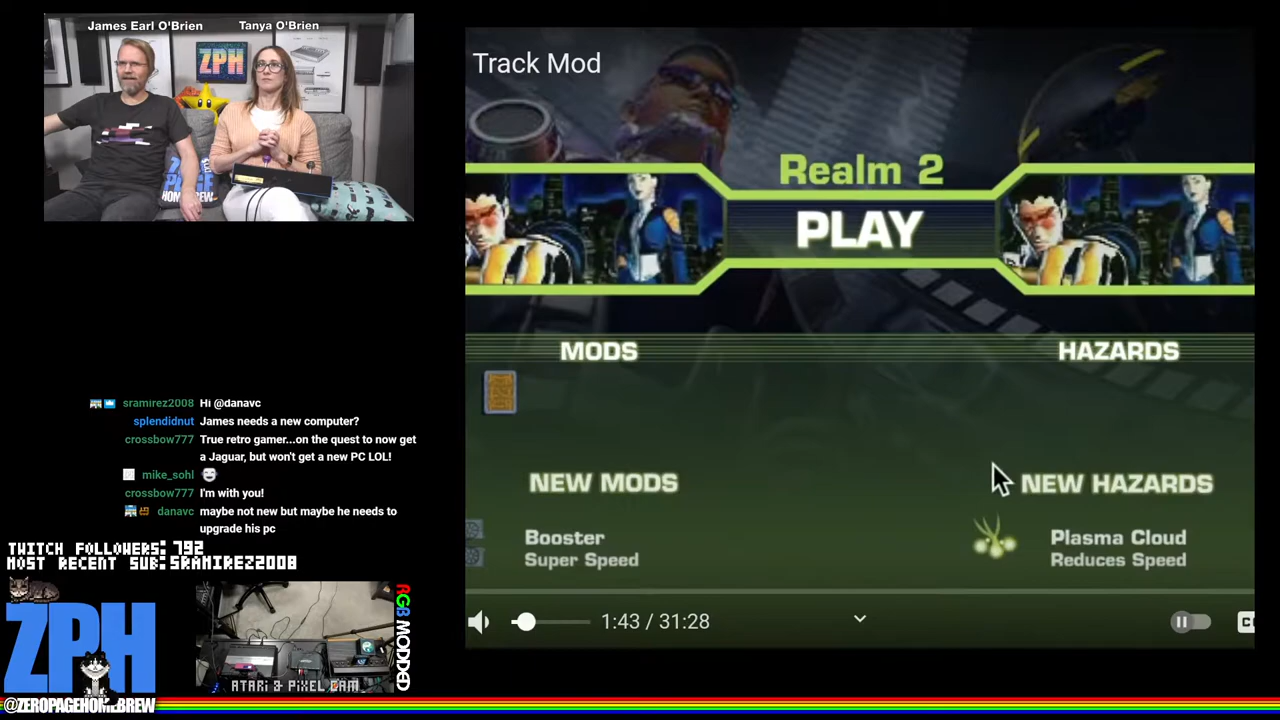 James Earl O'Brien
Tanya O'Brien
ZPH
Track Mod
Realm 2
PLAY
MODS
HAZARDS
NEW MODS
NEW HAZARDS
Booster
Super Speed
Plasma Cloud
Reduces Speed
1:43 / 31:28
sramirez2008 Hi @danavc
splendidnut James needs a new computer?
crossbow777 True retro gamer...on the quest to now get
a Jaguar, but won't get a new PC LOL!
mike_sohl
crossbow777 I'm with you!
danavc maybe not new but maybe he needs to
upgrade his pc
TWITCH FOLLOWERS: 792
MOST RECENT SUB: SRAMIREZ2008
ZPH
@ZEROPAGEHOMEBREW
RGB MODDED
ATARI & PIXEL CAM